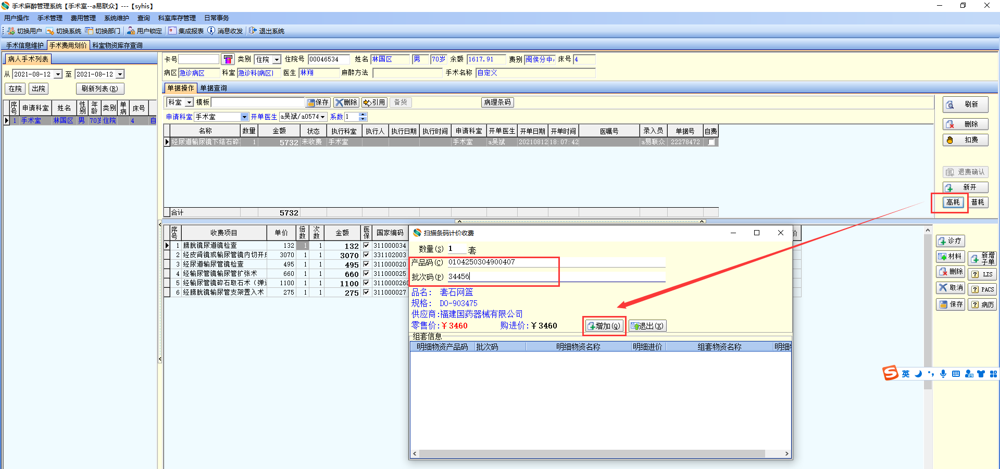 手术麻醉管理系统【手术室--a易联众】---【syhis】
用户操作 手术管理 费用管理 系统维护 查询 科室库存管理 日常事务
切换用户 切换系统 切换部门 用户锁定 集成报表 消息收发 退出系统
手术信息维护 手术费用划价 科室物资库存查询
病人手术列表
从 2021-08-12 至 2021-08-12
在院 出院 刷新列表(R)
序号 申请科室 姓名 性别 年龄 类别 单病 床号
1 手术室 林国区 男 70岁 住院 4 自
卡号 类别 住院 住院号 00046534 姓名 林国区 男 70岁 余额 1617.91 费别 闽侯分中 床号 4
病区 急诊病区 科室 急诊科(病区) 医生 林翔 麻醉方法 手术名称 自定义
单据操作 单据查询
科室 模板 保存 删除 引用 备货 病理条码
申请科室 手术室 开单医生 a吴斌/a0574 系数 1
名称 数量 金额 状态 执行科室 执行人 执行日期 执行时间 申请科室 开单医生 开单日期 开单时间 医嘱号 录入员 单据号 自费
经尿道输尿镜下结石碎 1 5732 未收费 手术室 手术室 a吴斌 20210812 18:07:42 a易联众 22278472
合计 5732
刷新
删除
扣费
退费确认
新开
高耗 普耗
序号 收费项目 单价 倍数 次数 金额 医保 国家编码 价
1 膀胱镜尿道镜检查 132 1 1 132 311000034
2 经皮肾镜或输尿管镜内切开 3070 1 1 3070 331102003
3 经尿道输尿管镜检查 495 1 1 495 311000020
4 经输尿管镜输尿管扩张术 660 1 1 660 311000025
5 经输尿管镜碎石取石术（弹道 1100 1 1 1100 311000026
6 经膀胱镜输尿管支架置入术 275 1 1 275 311000027
扫描条码计价收费
数量(S) 1 套
产品码(C) 0104250304900407
批次码(P) 34456
品名: 套石网篮
规格: DO-903475
供应商:福建国药器械有限公司
零售价:￥3460 购进价:￥3460 增加(Q) 退出(X)
组套信息
明细物资产品码 批次码 明细物资名称 明细进价 组套物资名称 明细
诊疗
材料 新增子单
删除 LIS
取消 PACS
保存 病历
英